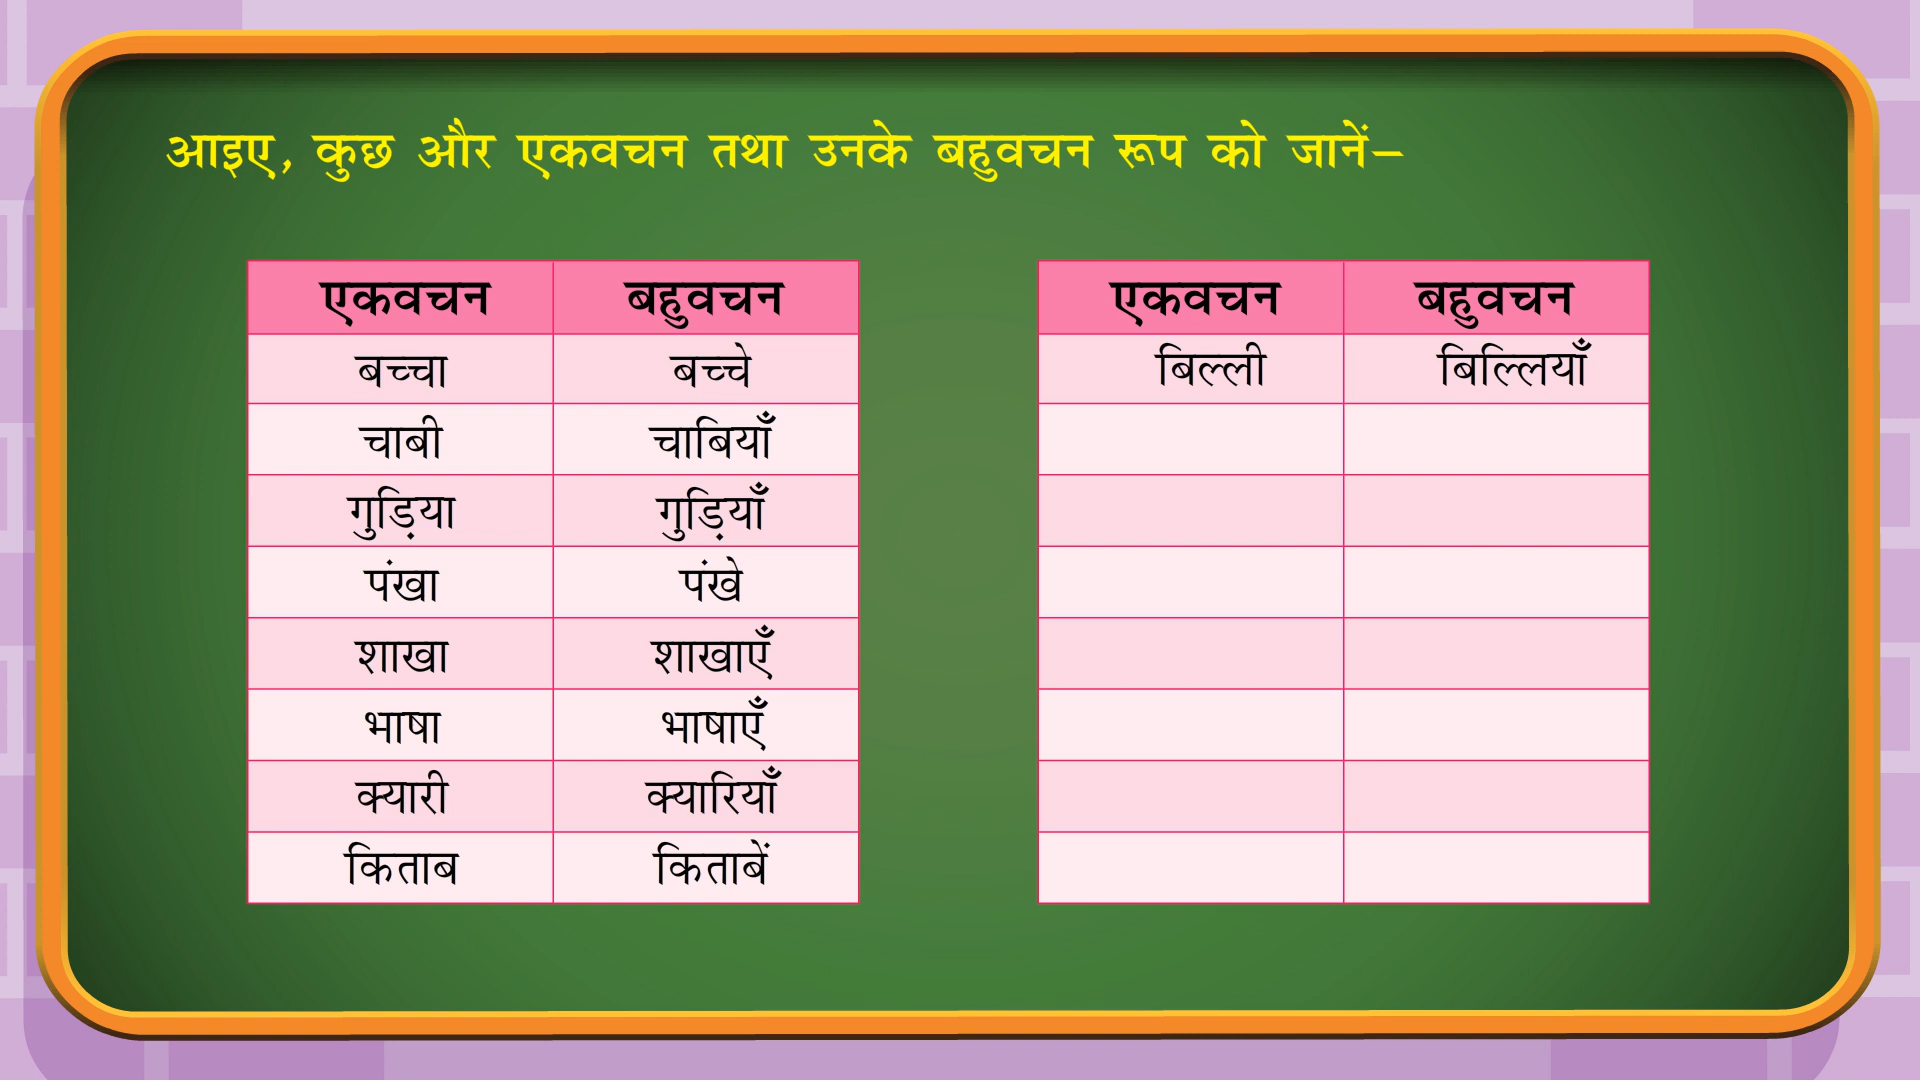 आइए, कुछ और एकवचन तथा उनके बहुवचन रूप को जानें–
एकवचन बहुवचन
बच्चा बच्चे
चाबी चाबियाँ
गुड़िया गुड़ियाँ
पंखा पंखे
शाखा शाखाएँ
भाषा भाषाएँ
क्यारी क्यारियाँ
किताब किताबें
एकवचन बहुवचन
बिल्ली बिल्लियाँ